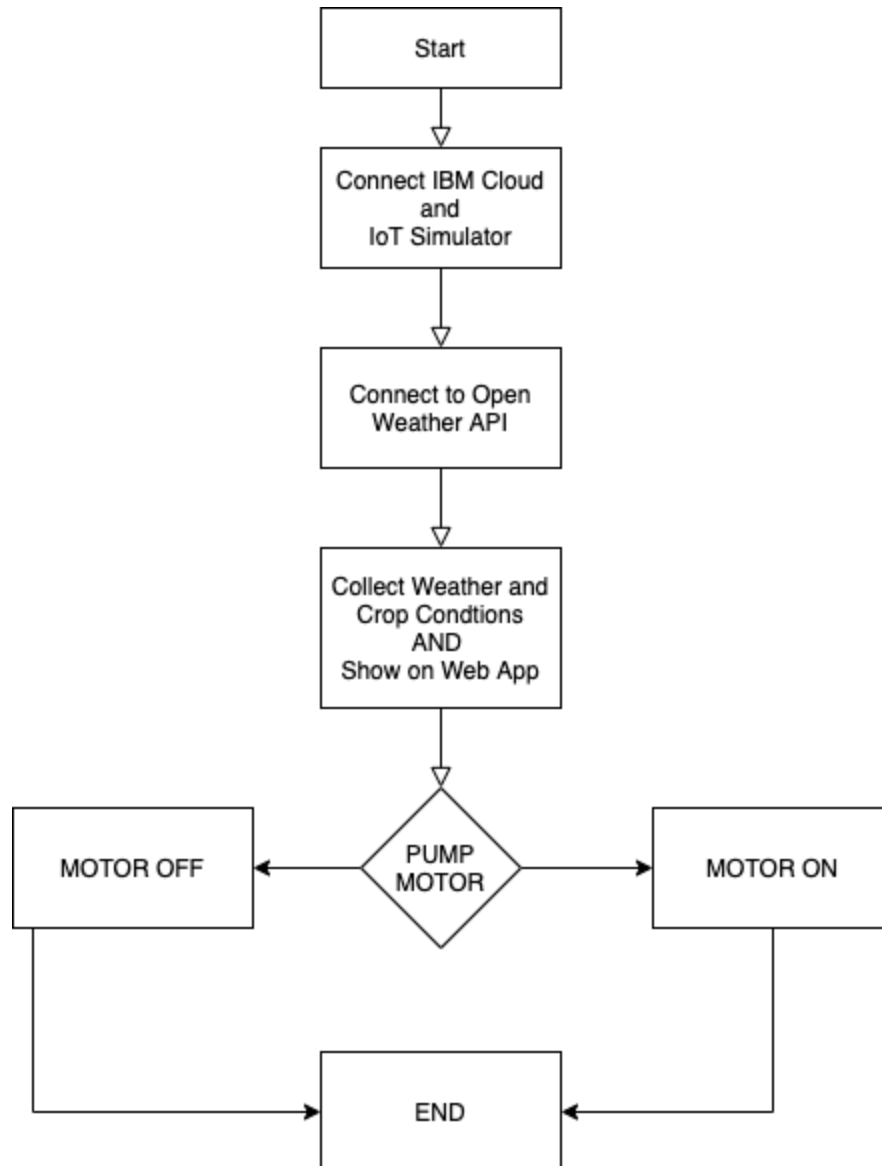 Start
Connect IBM Cloud
and
IoT Simulator
Connect to Open
Weather API
Collect Weather and
Crop Condtions
AND
Show on Web App
MOTOR OFF
PUMP
MOTOR
MOTOR ON
END